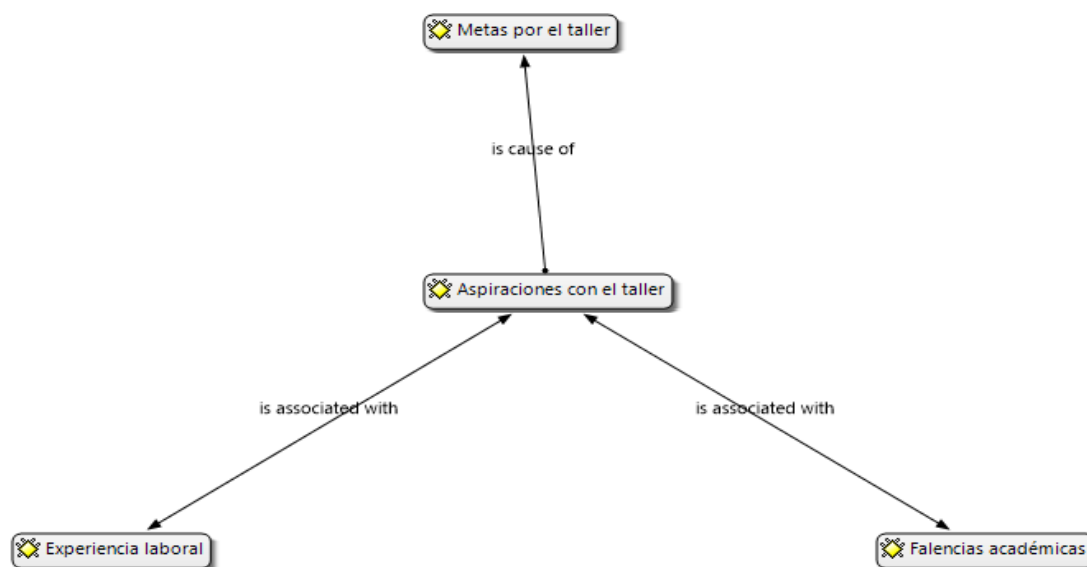 Metas por el taller
is cause of
Aspiraciones con el taller
is associated with
is associated with
Experiencia laboral
Falencias académicas